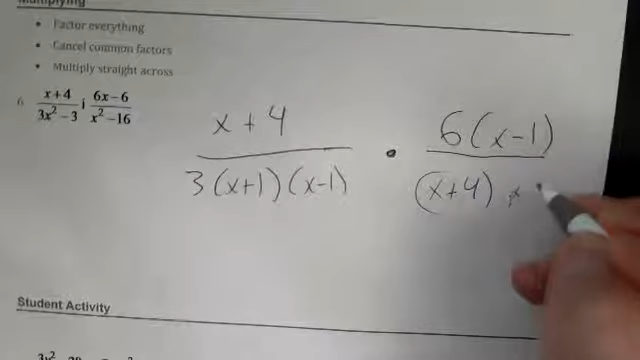 Multiplying
• Factor everything
• Cancel common factors
• Multiply straight across
6. x+4 / 3x²−3 i 6x−6 / x²−16
x+4 / 3(x+1)(x-1) • 6(x-1) / (x+4)
Student Activity